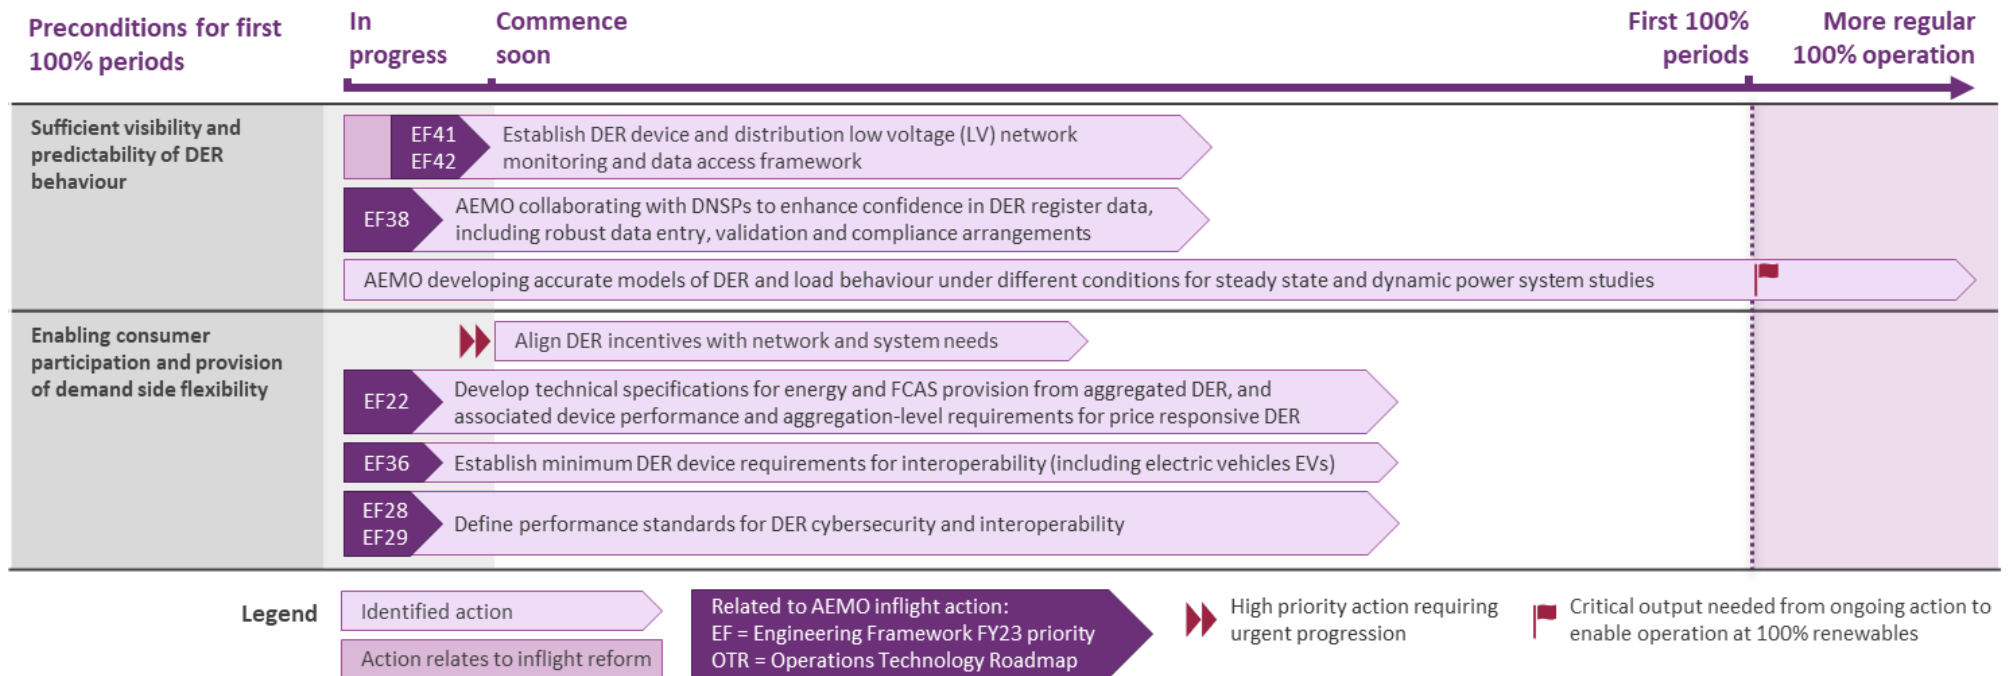 Preconditions for first
100% periods
In
progress
Commence
soon
First 100%
periods
More regular
100% operation
Sufficient visibility and
predictability of DER
behaviour
EF41
EF42
Establish DER device and distribution low voltage (LV) network
monitoring and data access framework
EF38
AEMO collaborating with DNSPs to enhance confidence in DER register data,
including robust data entry, validation and compliance arrangements
AEMO developing accurate models of DER and load behaviour under different conditions for steady state and dynamic power system studies
Enabling consumer
participation and provision
of demand side flexibility
Align DER incentives with network and system needs
EF22
Develop technical specifications for energy and FCAS provision from aggregated DER, and
associated device performance and aggregation-level requirements for price responsive DER
EF36
Establish minimum DER device requirements for interoperability (including electric vehicles EVs)
EF28
EF29
Define performance standards for DER cybersecurity and interoperability
Legend
Identified action
Action relates to inflight reform
Related to AEMO inflight action:
EF = Engineering Framework FY23 priority
OTR = Operations Technology Roadmap
High priority action requiring
urgent progression
Critical output needed from ongoing action to
enable operation at 100% renewables